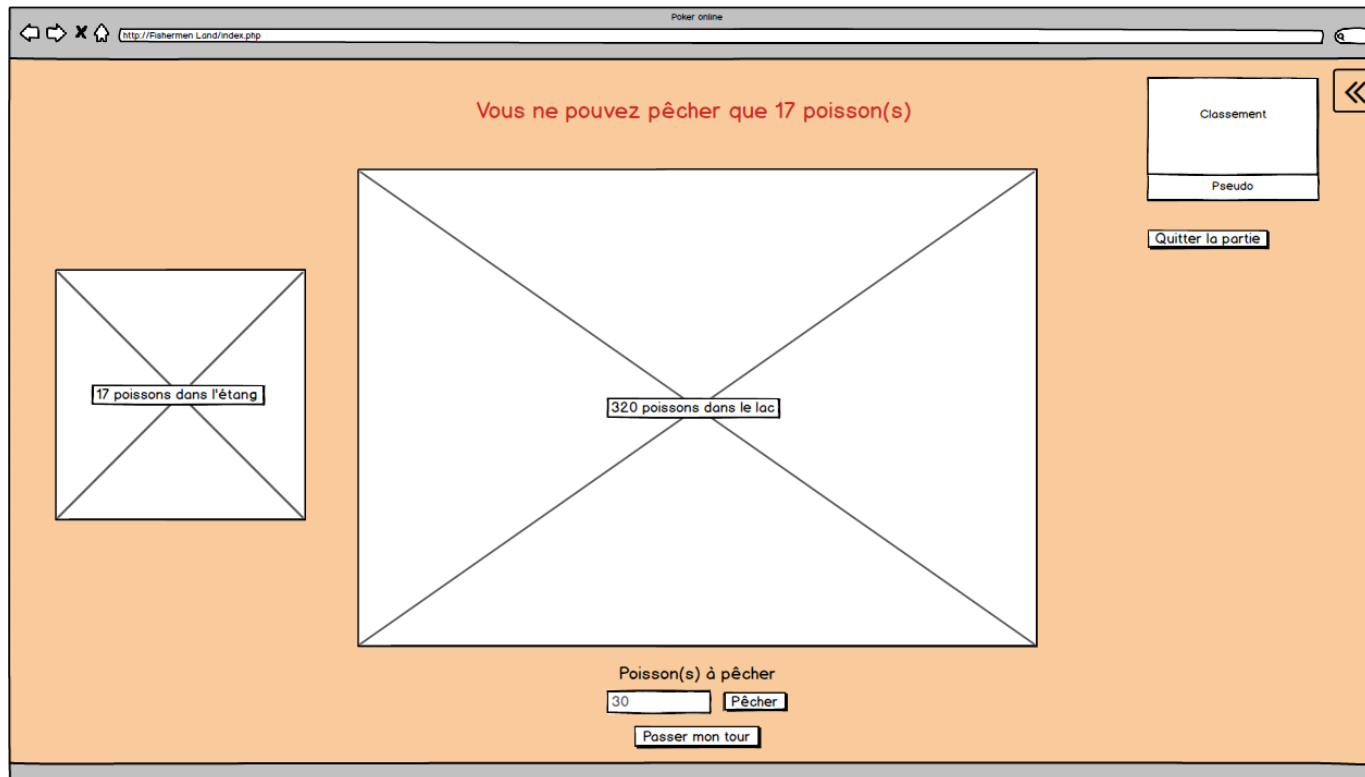 Poker online
http://Fishermen Land/index.php
Vous ne pouvez pêcher que 17 poisson(s)
Classement
Pseudo
Quitter la partie
17 poissons dans l'étang
320 poissons dans le lac
Poisson(s) à pêcher
30
Pêcher
Passer mon tour